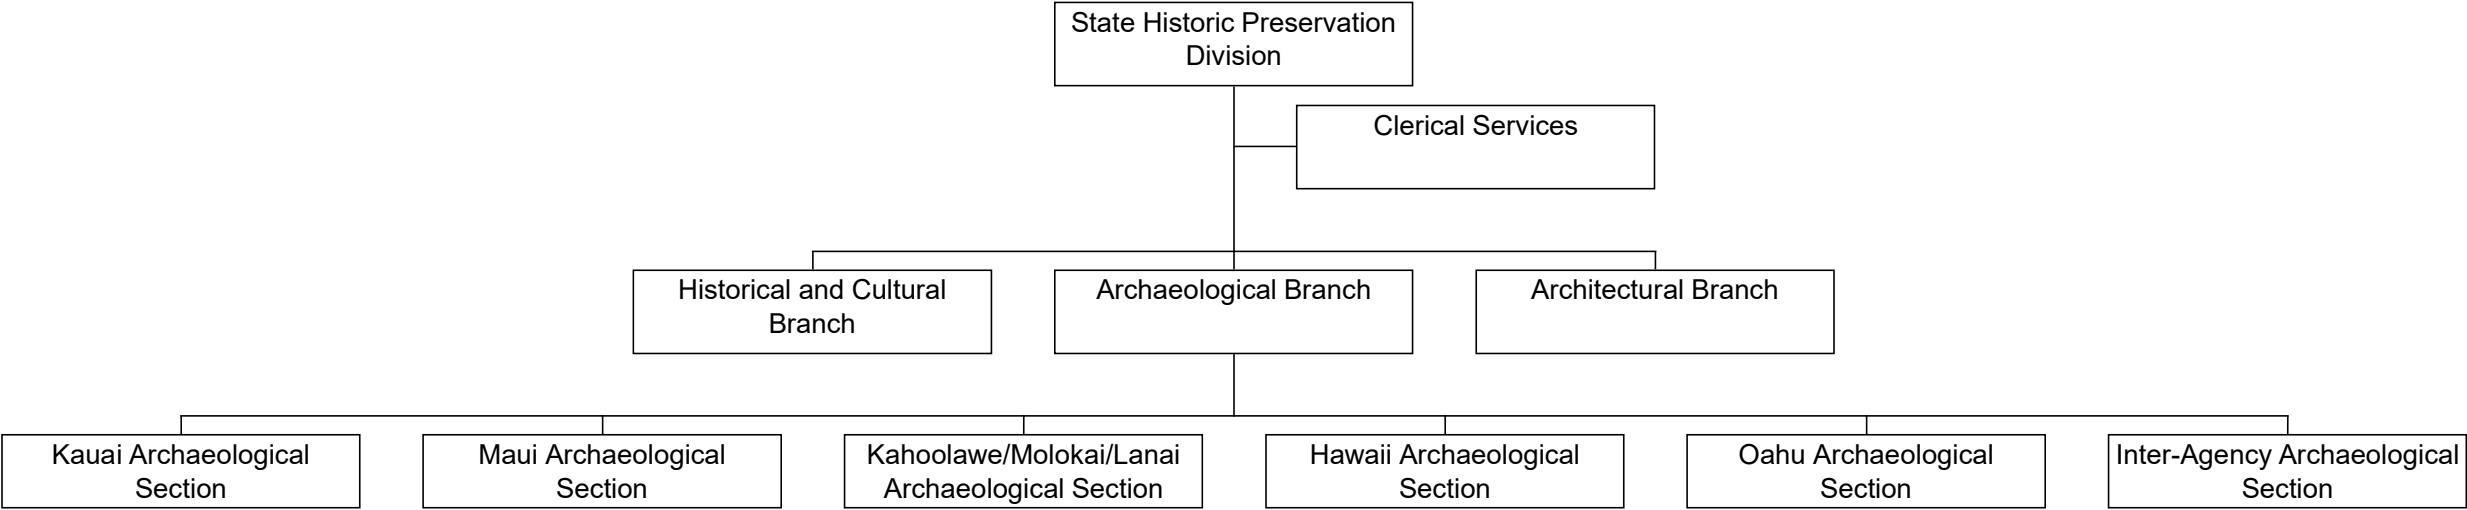 State Historic Preservation
Division
Clerical Services
Historical and Cultural
Branch
Archaeological Branch
Architectural Branch
Kauai Archaeological
Section
Maui Archaeological
Section
Kahoolawe/Molokai/Lanai
Archaeological Section
Hawaii Archaeological
Section
Oahu Archaeological
Section
Inter-Agency Archaeological
Section